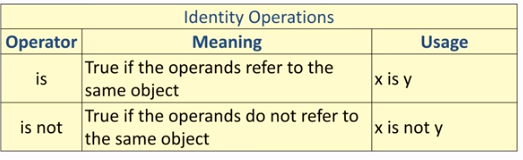 Identity Operations
Operator Meaning Usage
is True if the operands refer to the same object x is y
is not True if the operands do not refer to the same object x is not y